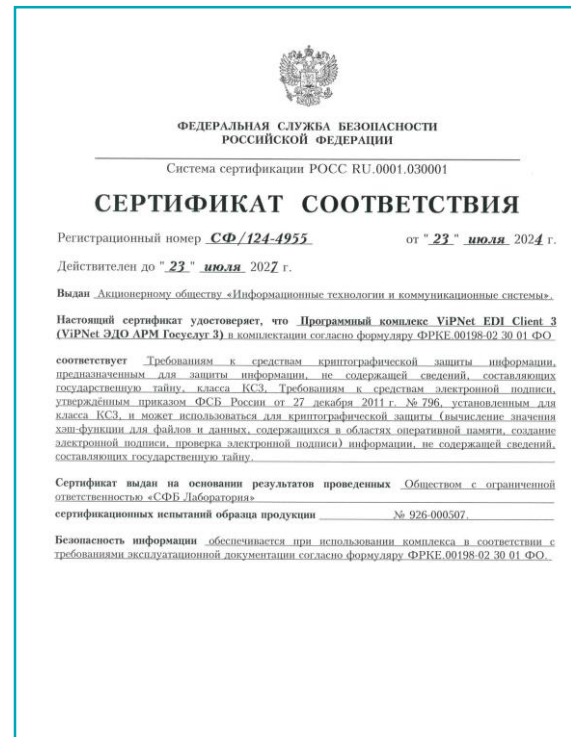 ФЕДЕРАЛЬНАЯ СЛУЖБА БЕЗОПАСНОСТИ
РОССИЙСКОЙ ФЕДЕРАЦИИ
Система сертификации РОСС RU.0001.030001
СЕРТИФИКАТ СООТВЕТСТВИЯ
Регистрационный номер СФ/124-4955 от "23" июля 2024 г.
Действителен до "23" июля 2027 г.
Выдан Акционерному обществу «Информационные технологии и коммуникационные системы».
Настоящий сертификат удостоверяет, что Программный комплекс ViPNet EDI Client 3
(ViPNet ЭДО АРМ Госуслуг 3) в комплектации согласно формуляру ФРКЕ.00198-02 30 01 ФО
соответствует Требованиям к средствам криптографической защиты информации,
предназначенным для защиты информации, не содержащей сведений, составляющих
государственную тайну, класса КС3, Требованиям к средствам электронной подписи,
утверждённым приказом ФСБ России от 27 декабря 2011 г. № 796, установленным для
класса КС3, и может использоваться для криптографической защиты (вычисление значения
хэш-функции для файлов и данных, содержащихся в областях оперативной памяти, создание
электронной подписи, проверка электронной подписи) информации, не содержащей сведений,
составляющих государственную тайну.
Сертификат выдан на основании результатов проведенных Обществом с ограниченной
ответственностью «СФБ Лаборатория»
сертификационных испытаний образца продукции № 926-000507.
Безопасность информации обеспечивается при использовании комплекса в соответствии с
требованиями эксплуатационной документации согласно формуляру ФРКЕ.00198-02 30 01 ФО.